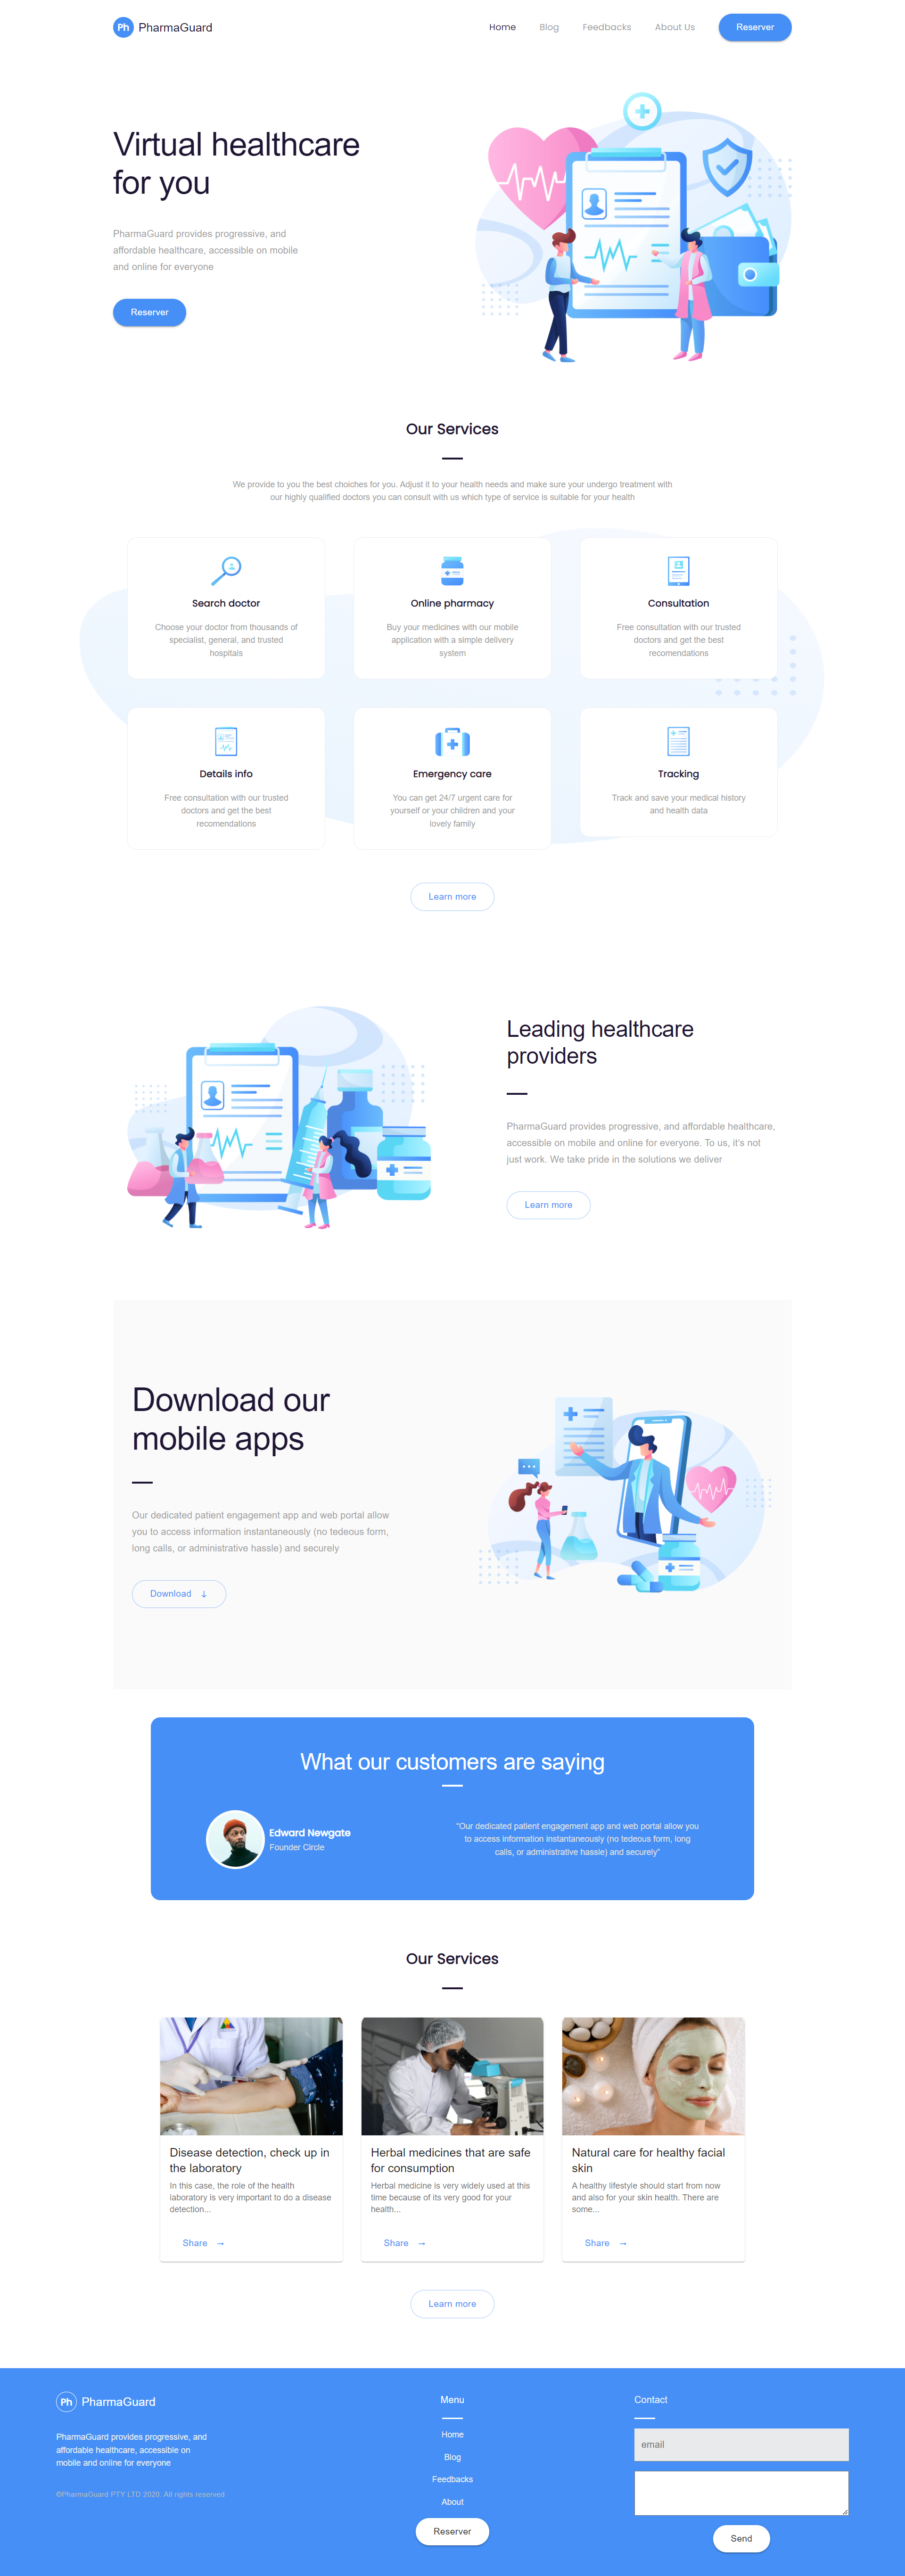 Ph PharmaGuard
Home Blog Feedbacks About Us Reserver
Virtual healthcare
for you
PharmaGuard provides progressive, and
affordable healthcare, accessible on mobile
and online for everyone
Reserver
Our Services
We provide to you the best choiches for you. Adjust it to your health needs and make sure your undergo treatment with
our highly qualified doctors you can consult with us which type of service is suitable for your health
Search doctor
Choose your doctor from thousands of
specialist, general, and trusted
hospitals
Online pharmacy
Buy your medicines with our mobile
application with a simple delivery
system
Consultation
Free consultation with our trusted
doctors and get the best
recomendations
Details info
Free consultation with our trusted
doctors and get the best
recomendations
Emergency care
You can get 24/7 urgent care for
yourself or your children and your
lovely family
Tracking
Track and save your medical history
and health data
Learn more
Leading healthcare
providers
PharmaGuard provides progressive, and affordable healthcare,
accessible on mobile and online for everyone. To us, it's not
just work. We take pride in the solutions we deliver
Learn more
Download our
mobile apps
Our dedicated patient engagement app and web portal allow
you to access information instantaneously (no tedeous form,
long calls, or administrative hassle) and securely
Download ↓
What our customers are saying
Edward Newgate
Founder Circle
"Our dedicated patient engagement app and web portal allow you
to access information instantaneously (no tedeous form, long
calls, or administrative hassle) and securely"
Our Services
Disease detection, check up in
the laboratory
In this case, the role of the health
laboratory is very important to do a disease
detection...
Share →
Herbal medicines that are safe
for consumption
Herbal medicine is very widely used at this
time because of its very good for your
health...
Share →
Natural care for healthy facial
skin
A healthy lifestyle should start from now
and also for your skin health. There are
some...
Share →
Learn more
Ph PharmaGuard
PharmaGuard provides progressive, and
affordable healthcare, accessible on
mobile and online for everyone
©PharmaGuard PTY LTD 2020. All rights reserved
Menu
Home
Blog
Feedbacks
About
Reserver
Contact
email
Send